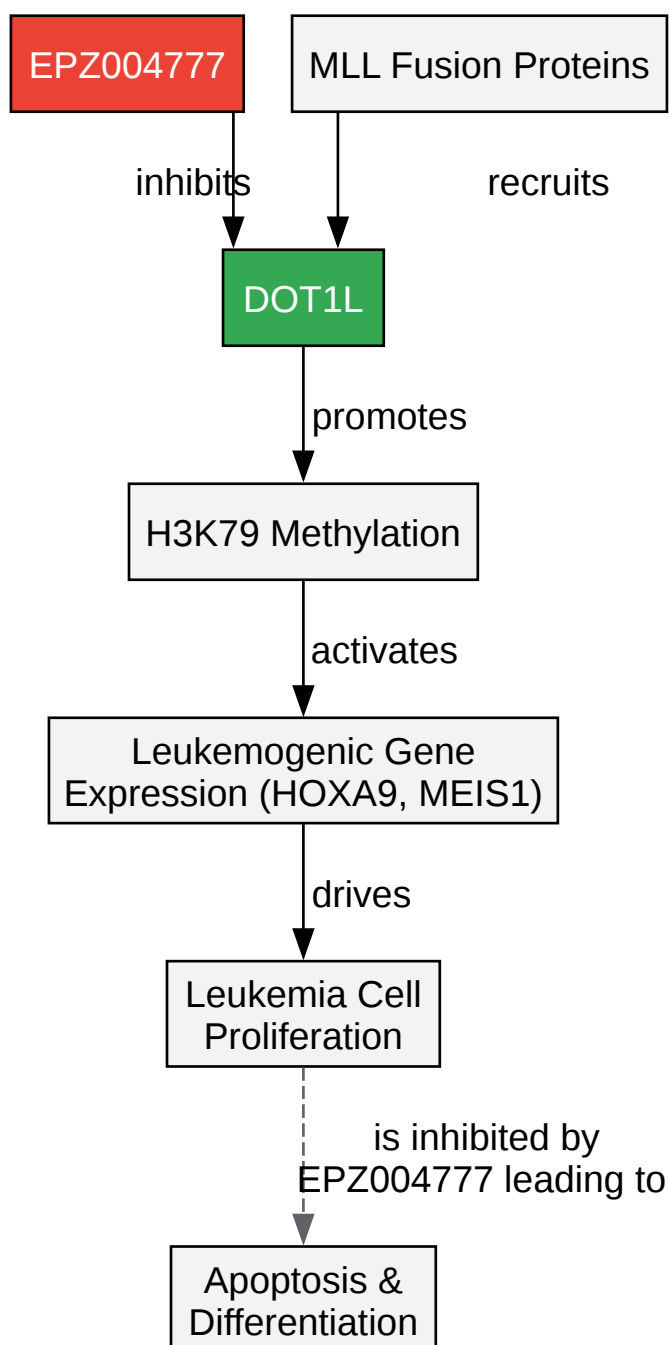 EPZ004777
MLL Fusion Proteins
inhibits
recruits
DOT1L
promotes
H3K79 Methylation
activates
Leukemogenic Gene
Expression (HOXA9, MEIS1)
drives
Leukemia Cell
Proliferation
is inhibited by
EPZ004777 leading to
Apoptosis &
Differentiation